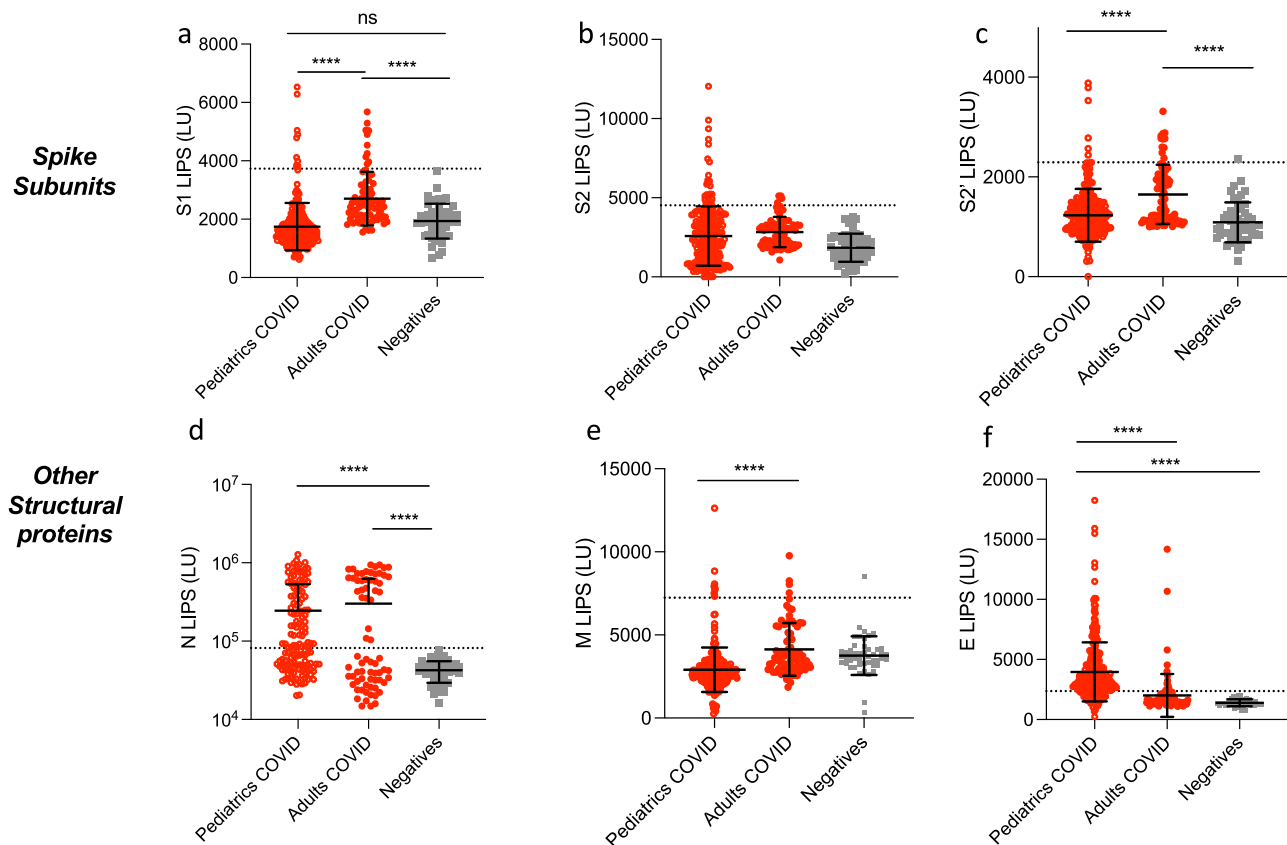 Spike
Subunits
a
ns
****
****
S1 LIPS (LU)
8000
6000
4000
2000
0
Pediatrics COVID
Adults COVID
Negatives
b
S2 LIPS (LU)
15000
10000
5000
0
Pediatrics COVID
Adults COVID
Negatives
c
****
****
S2' LIPS (LU)
4000
2000
0
Pediatrics COVID
Adults COVID
Negatives
Other
Structural
proteins
d
****
****
N LIPS (LU)
10⁷
10⁶
10⁵
10⁴
Pediatrics COVID
Adults COVID
Negatives
e
****
M LIPS (LU)
15000
10000
5000
0
Pediatrics COVID
Adults COVID
Negatives
f
****
****
E LIPS (LU)
20000
15000
10000
5000
0
Pediatrics COVID
Adults COVID
Negatives